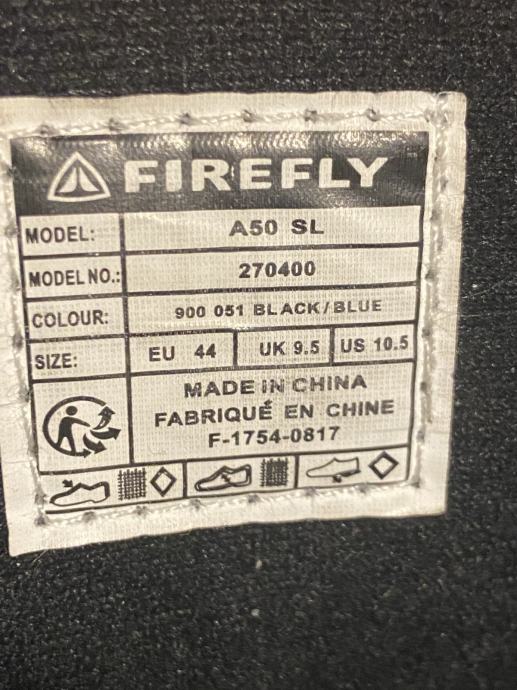 FIREFLY
MODEL: A50 SL
MODEL NO.: 270400
COLOUR: 900 051 BLACK/BLUE
SIZE: EU 44 UK 9.5 US 10.5
MADE IN CHINA
FABRIQUÉ EN CHINE
F-1754-0817